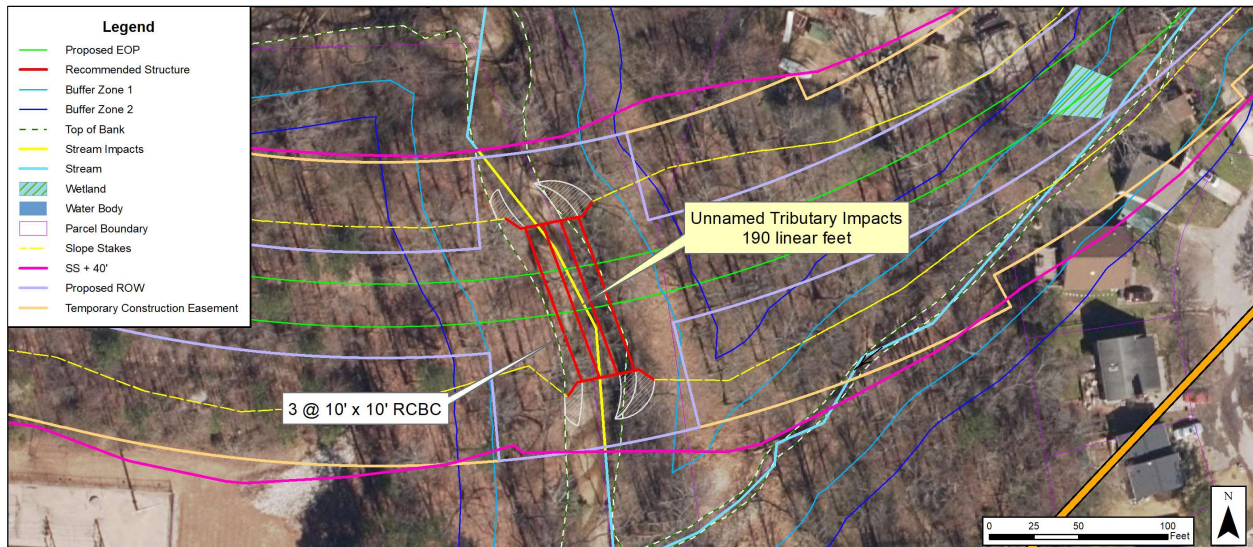 Legend
Proposed EOP
Recommended Structure
Buffer Zone 1
Buffer Zone 2
Top of Bank
Stream Impacts
Stream
Wetland
Water Body
Parcel Boundary
Slope Stakes
SS + 40'
Proposed ROW
Temporary Construction Easement
Unnamed Tributary Impacts
190 linear feet
3 @ 10' x 10' RCBC
N
0 25 50 100
Feet